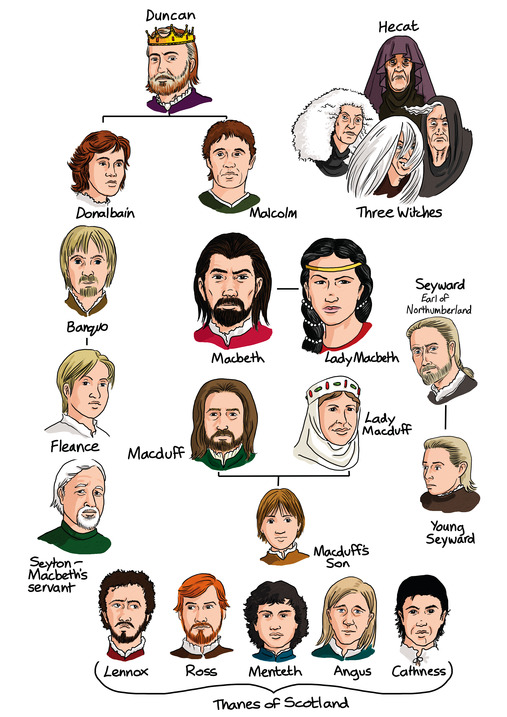 Duncan
Hecat
Donalbain
Malcolm
Three Witches
Banquo
Macbeth
Lady Macbeth
Seyward
Earl of
Northumberland
Fleance
Macduff
Lady
Macduff
Young
Seyward
Seyton–
Macbeth's
servant
Macduff's
Son
Lennox
Ross
Menteth
Angus
Cathness
Thanes of Scotland